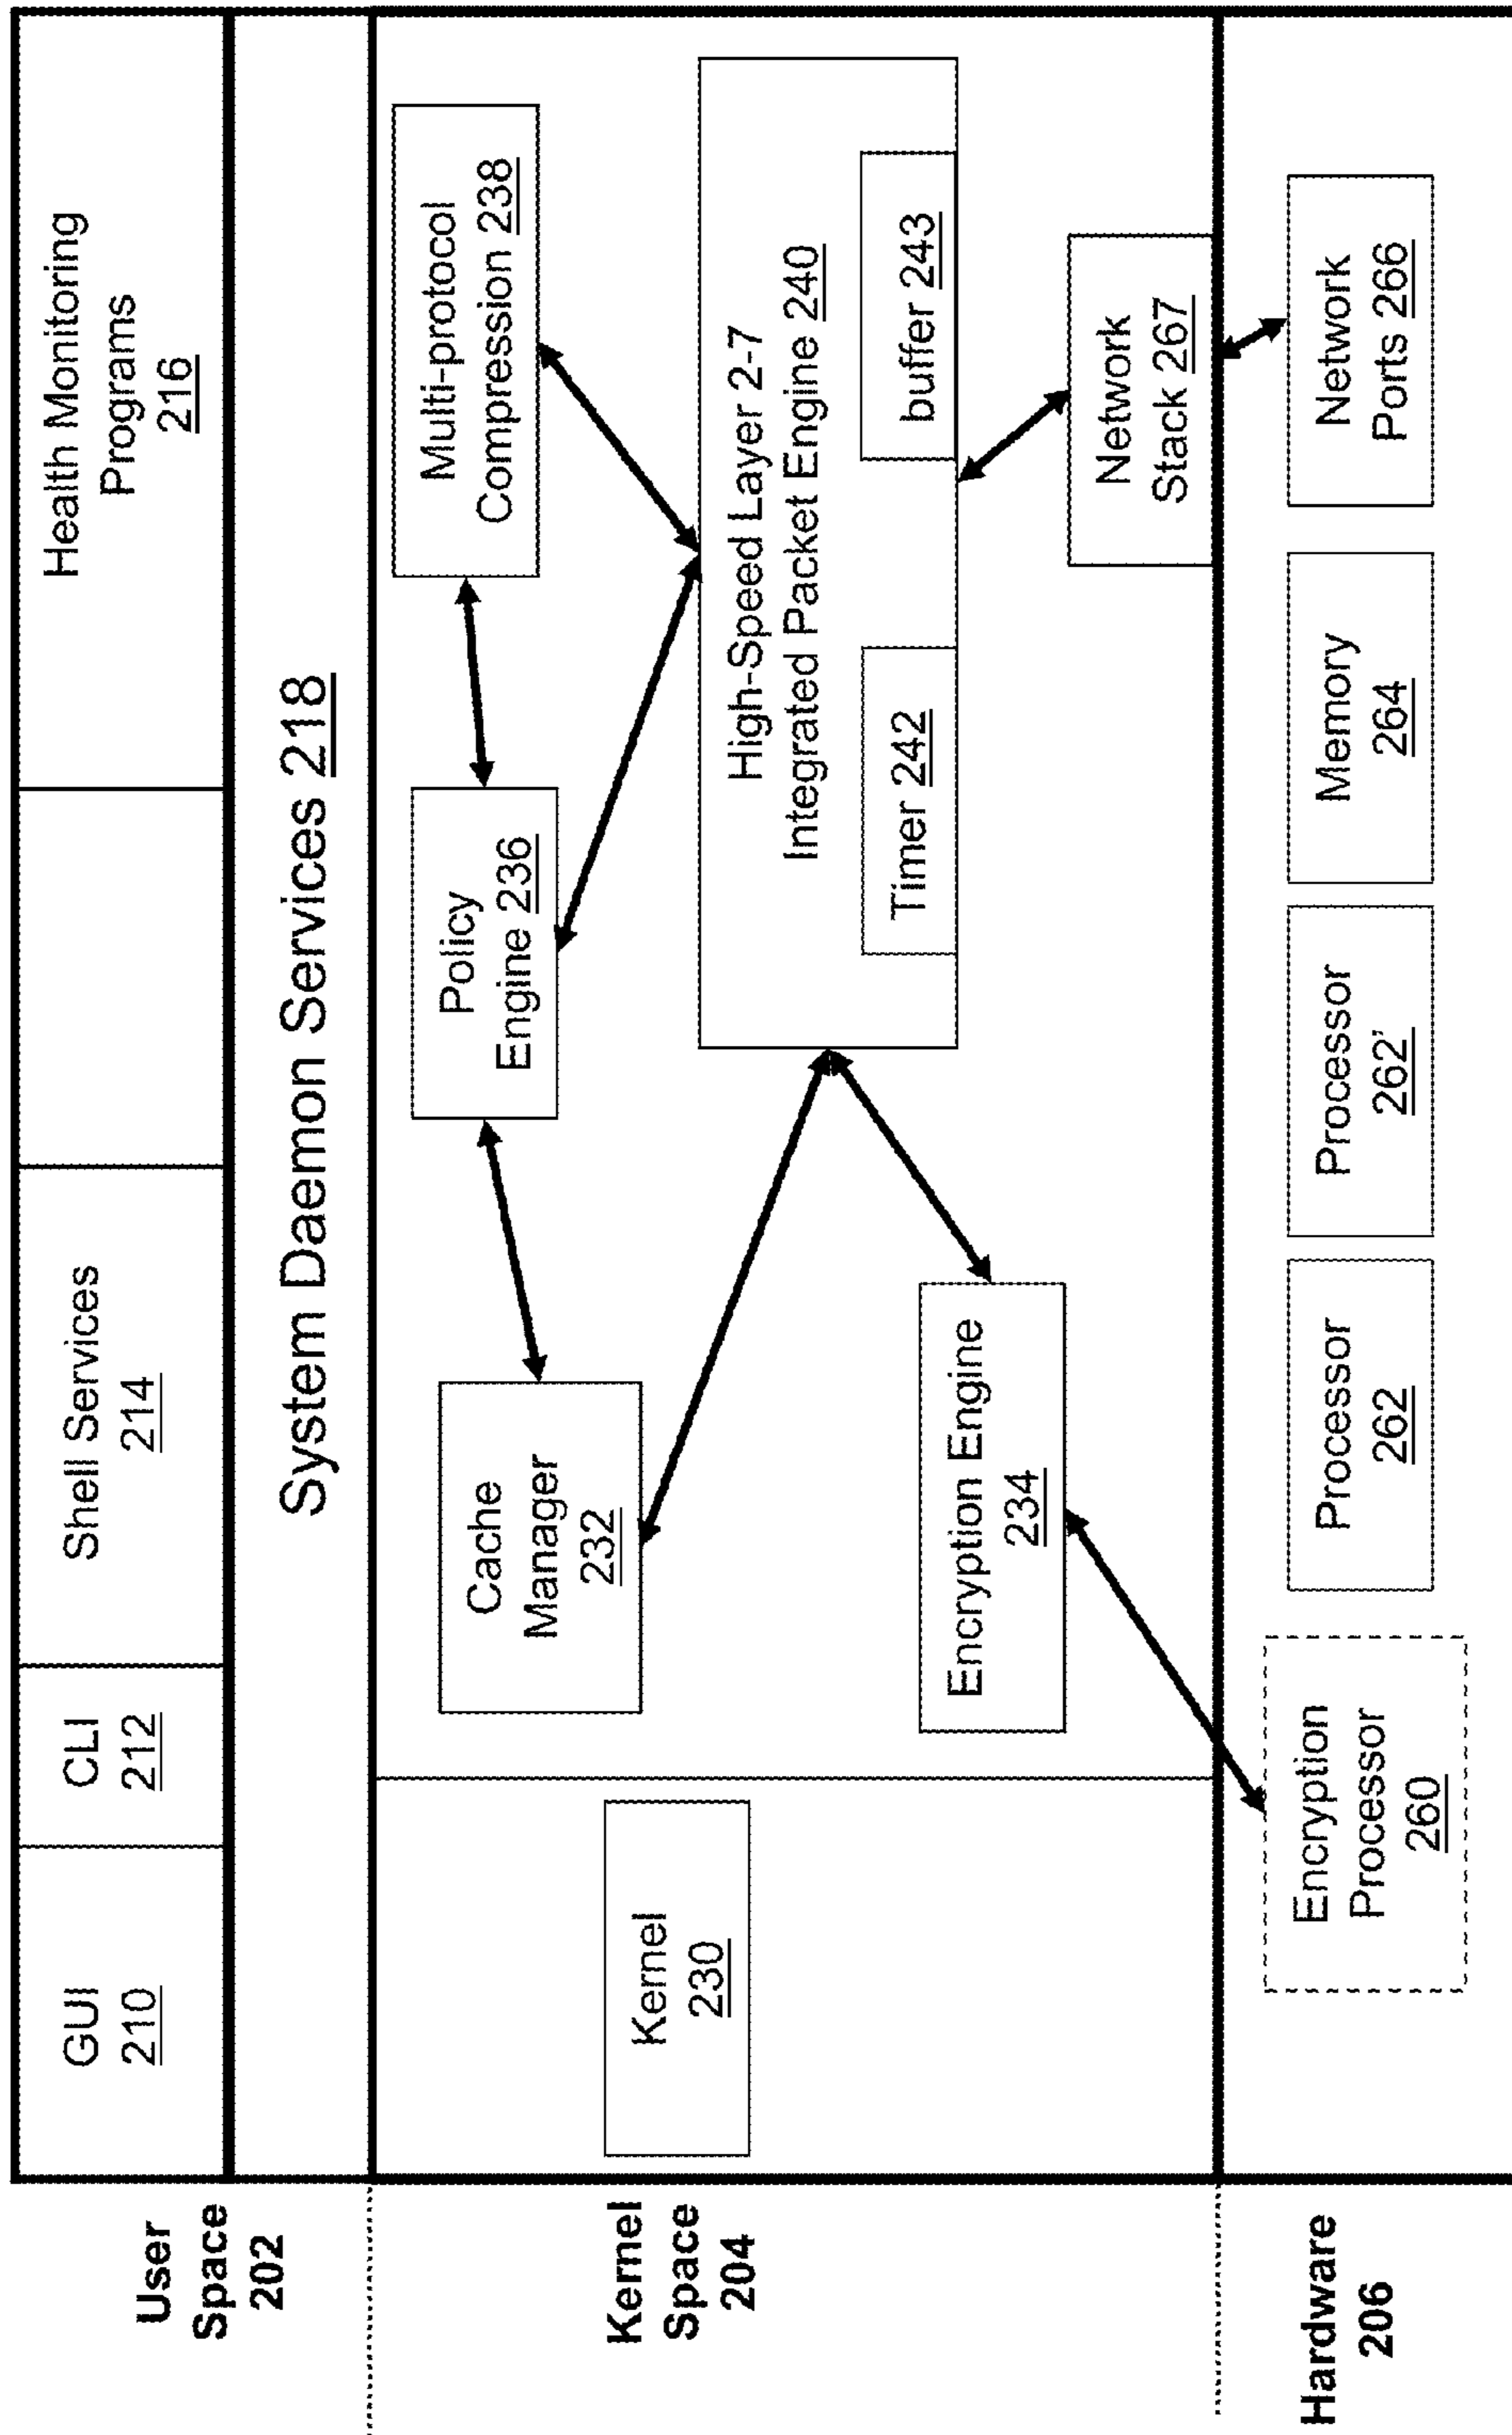 User
Space
202
GUI
210
CLI
212
Shell Services
214
Health Monitoring
Programs
216
System Daemon Services 218
Kernel
Space
204
Kernel
230
Cache
Manager
232
Policy
Engine 236
Multi-protocol
Compression 238
High-Speed Layer 2-7
Integrated Packet Engine 240
Timer 242
buffer 243
Encryption Engine
234
Network
Stack 267
Hardware
206
Encryption
Processor
260
Processor
262
Processor
262’
Memory
264
Network
Ports 266